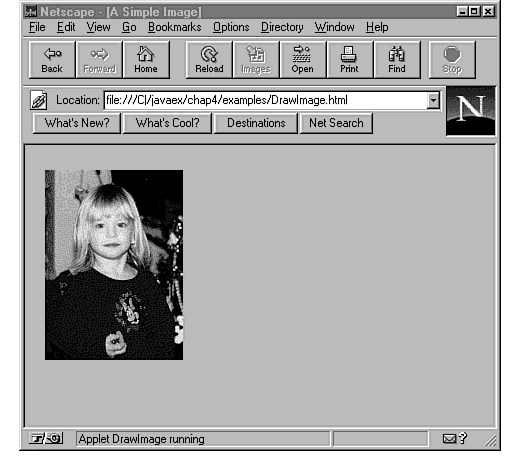 Netscape - [A Simple Image]
File Edit View Go Bookmarks Options Directory Window Help
Back Forward Home Reload Images Open Print Find Stop
Location: file:///C|/javaex/chap4/examples/DrawImage.html
N
What's New? What's Cool? Destinations Net Search
Applet DrawImage running
?